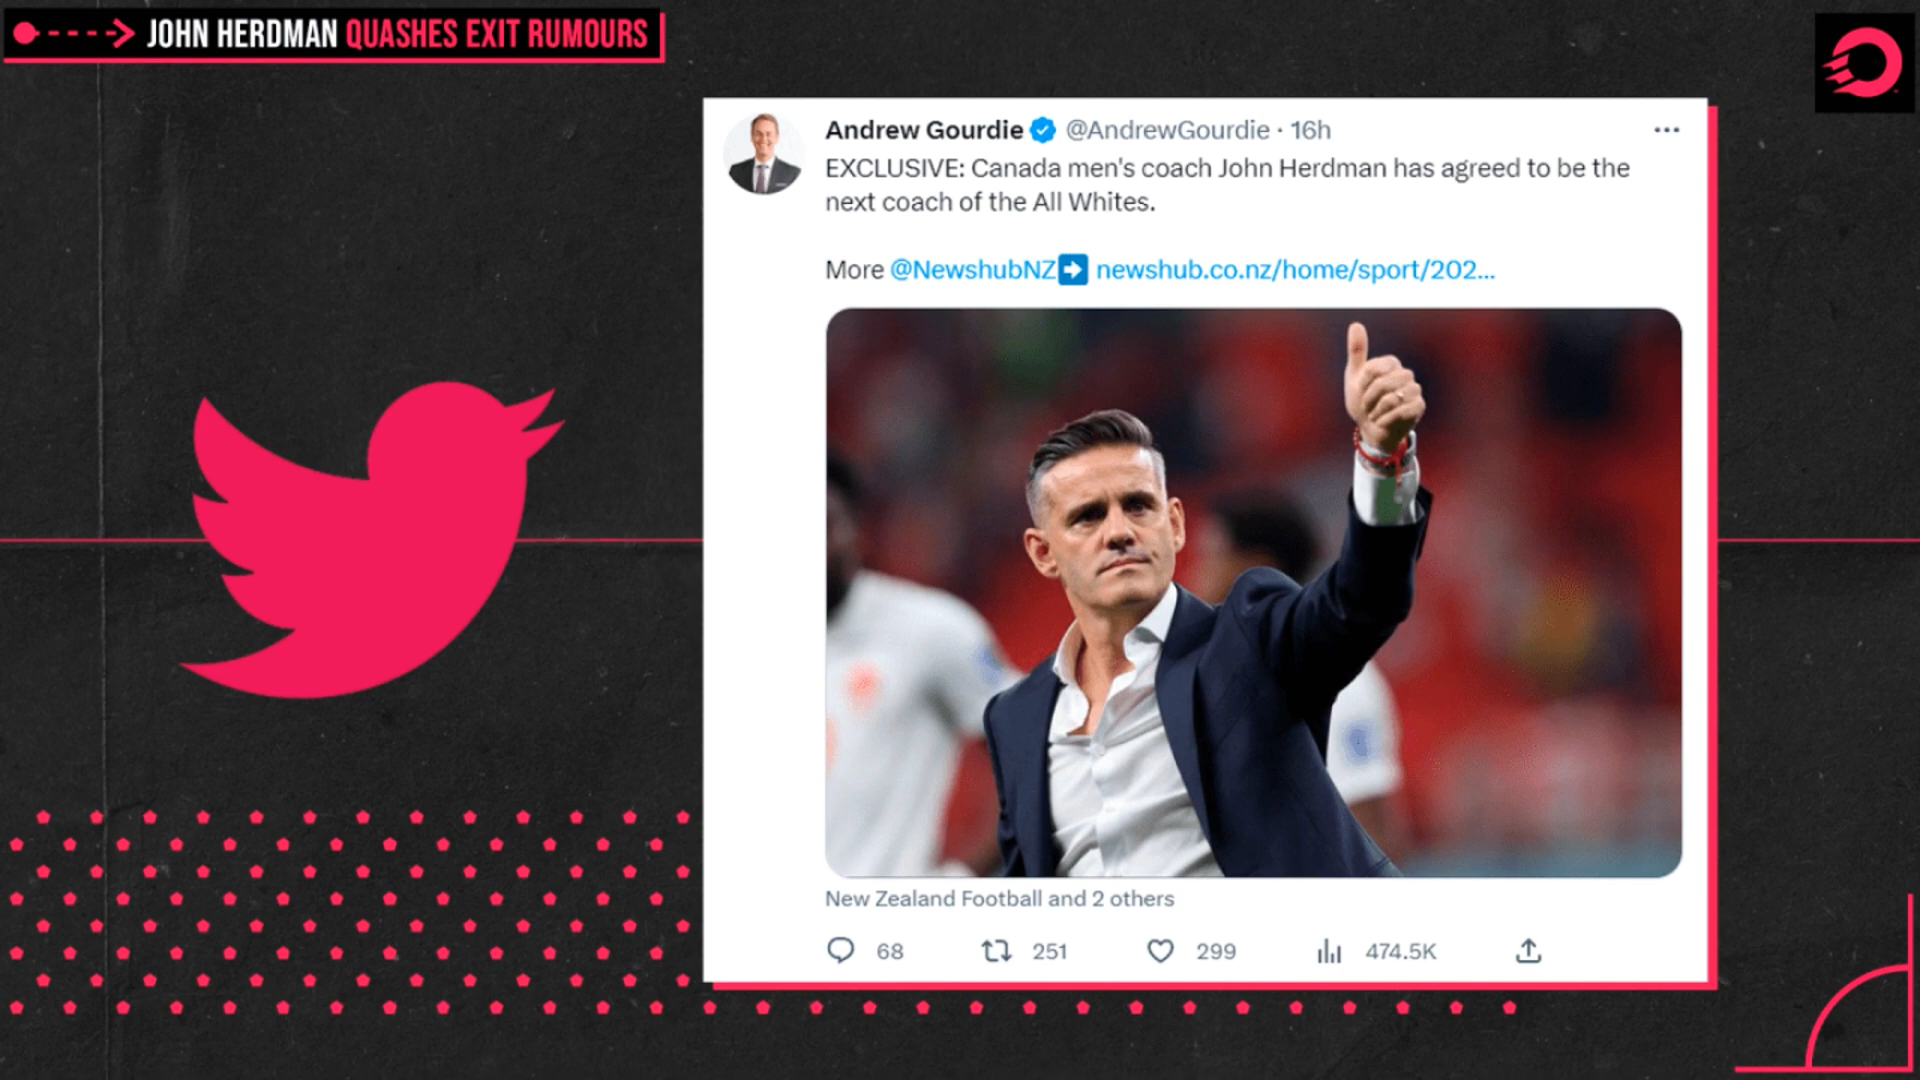 JOHN HERDMAN QUASHES EXIT RUMOURS
Andrew Gourdie @AndrewGourdie · 16h
EXCLUSIVE: Canada men's coach John Herdman has agreed to be the
next coach of the All Whites.
More @NewshubNZ➡️ newshub.co.nz/home/sport/202...
New Zealand Football and 2 others
68 251 299 474.5K